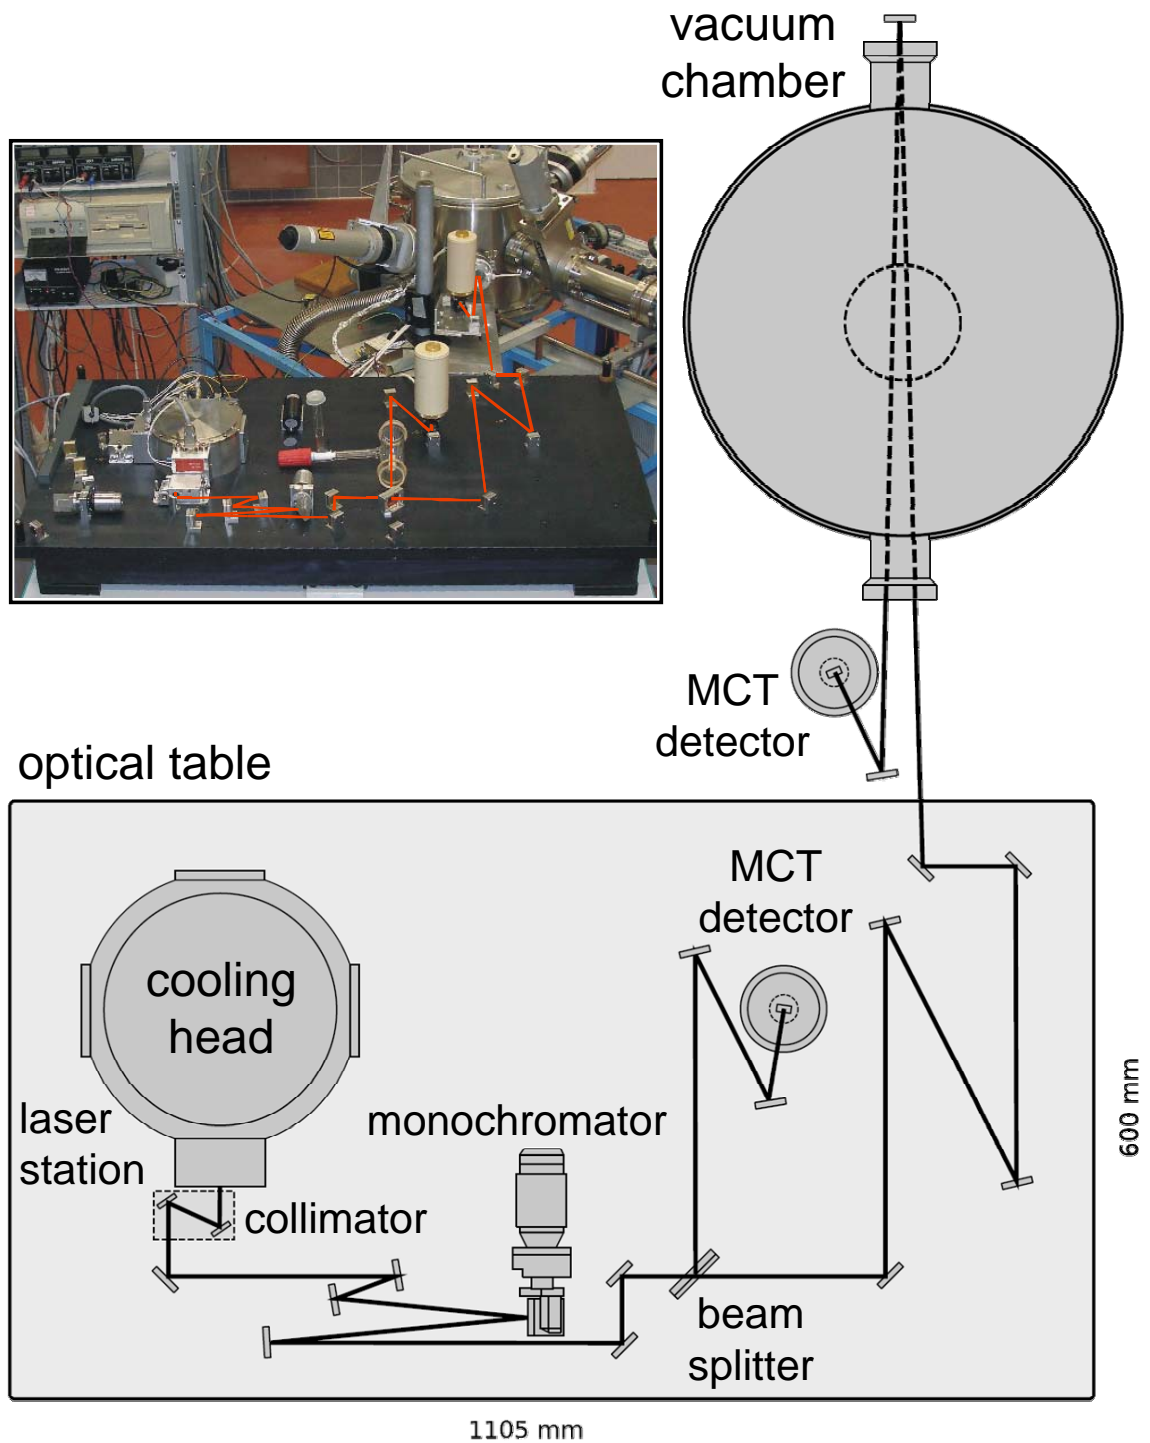 vacuum
chamber
MCT
detector
optical table
MCT
detector
cooling
head
laser
station
monochromator
collimator
beam
splitter
600 mm
1105 mm